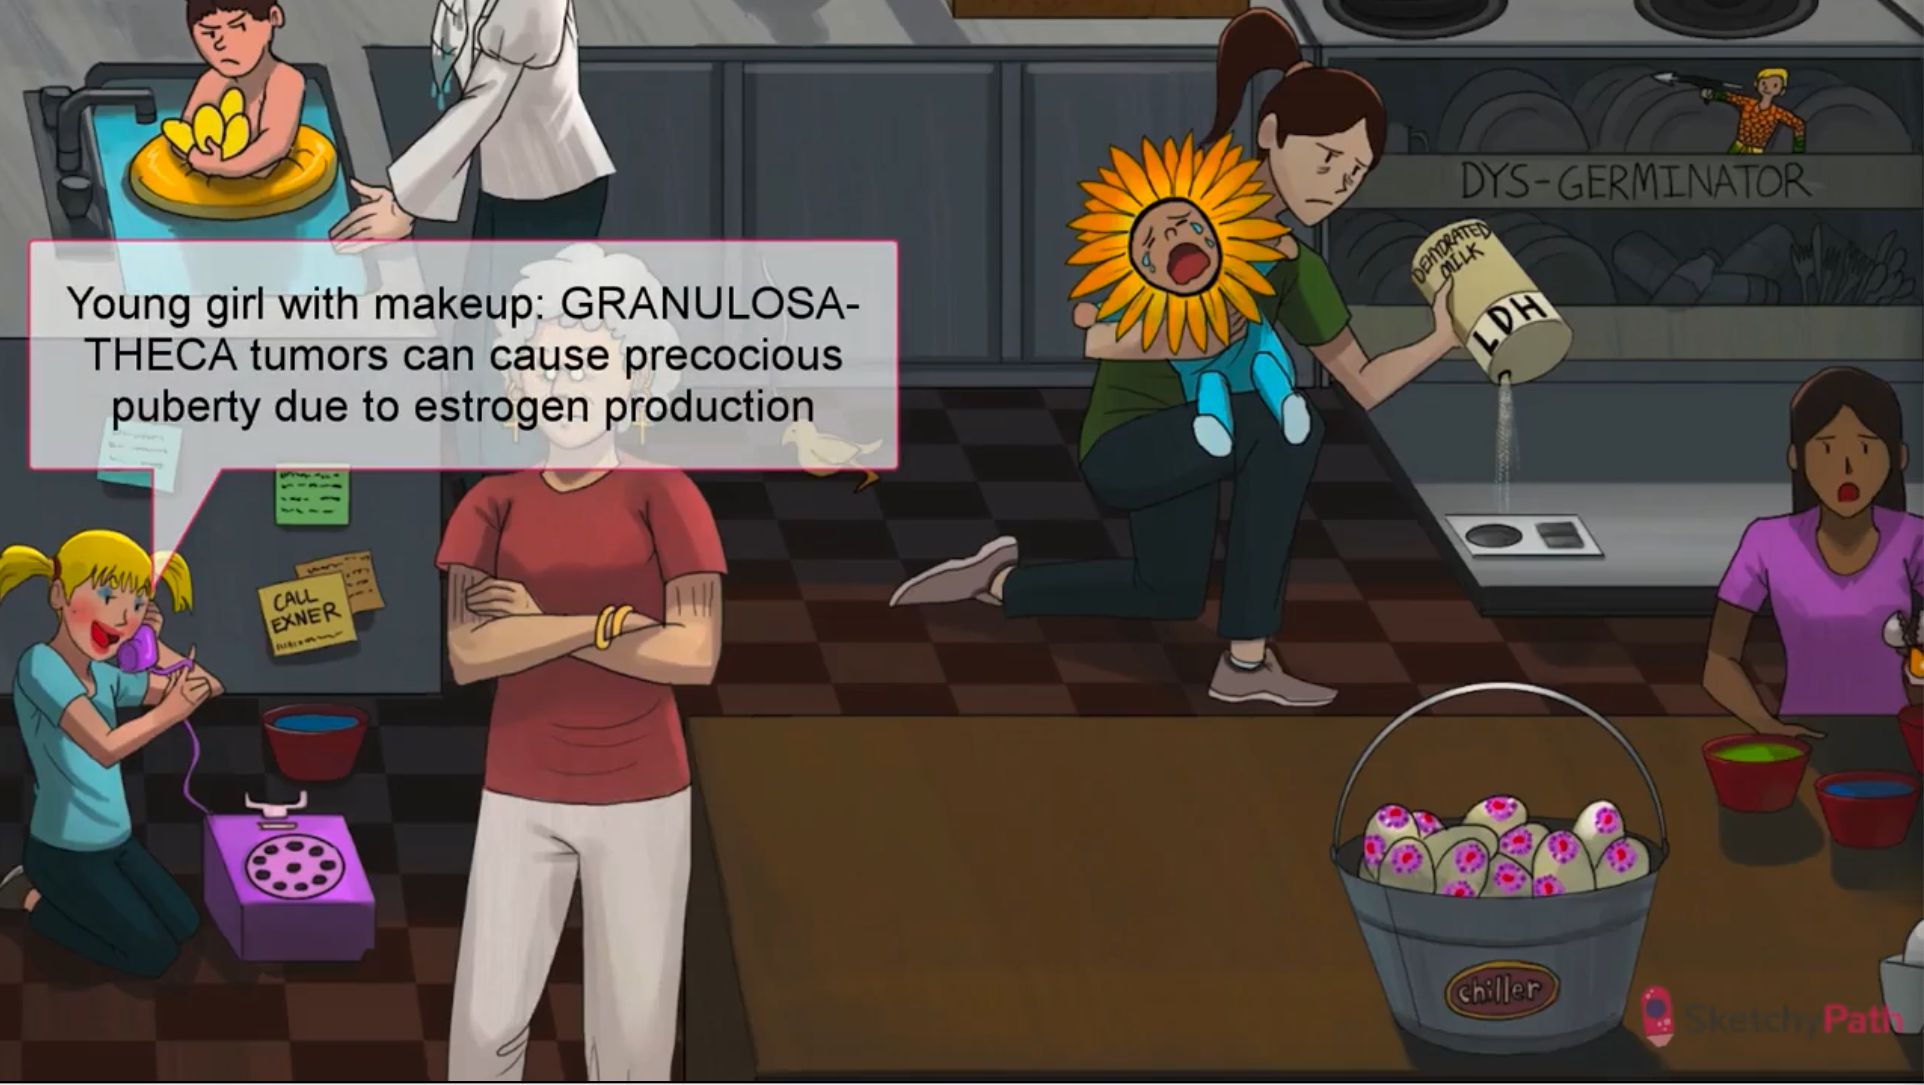 DYS-GERMINATOR
DEHYDRATED
MILK
LDH
Young girl with makeup: GRANULOSA-
THECA tumors can cause precocious
puberty due to estrogen production
CALL
EXNER
chiller
SketchyPath